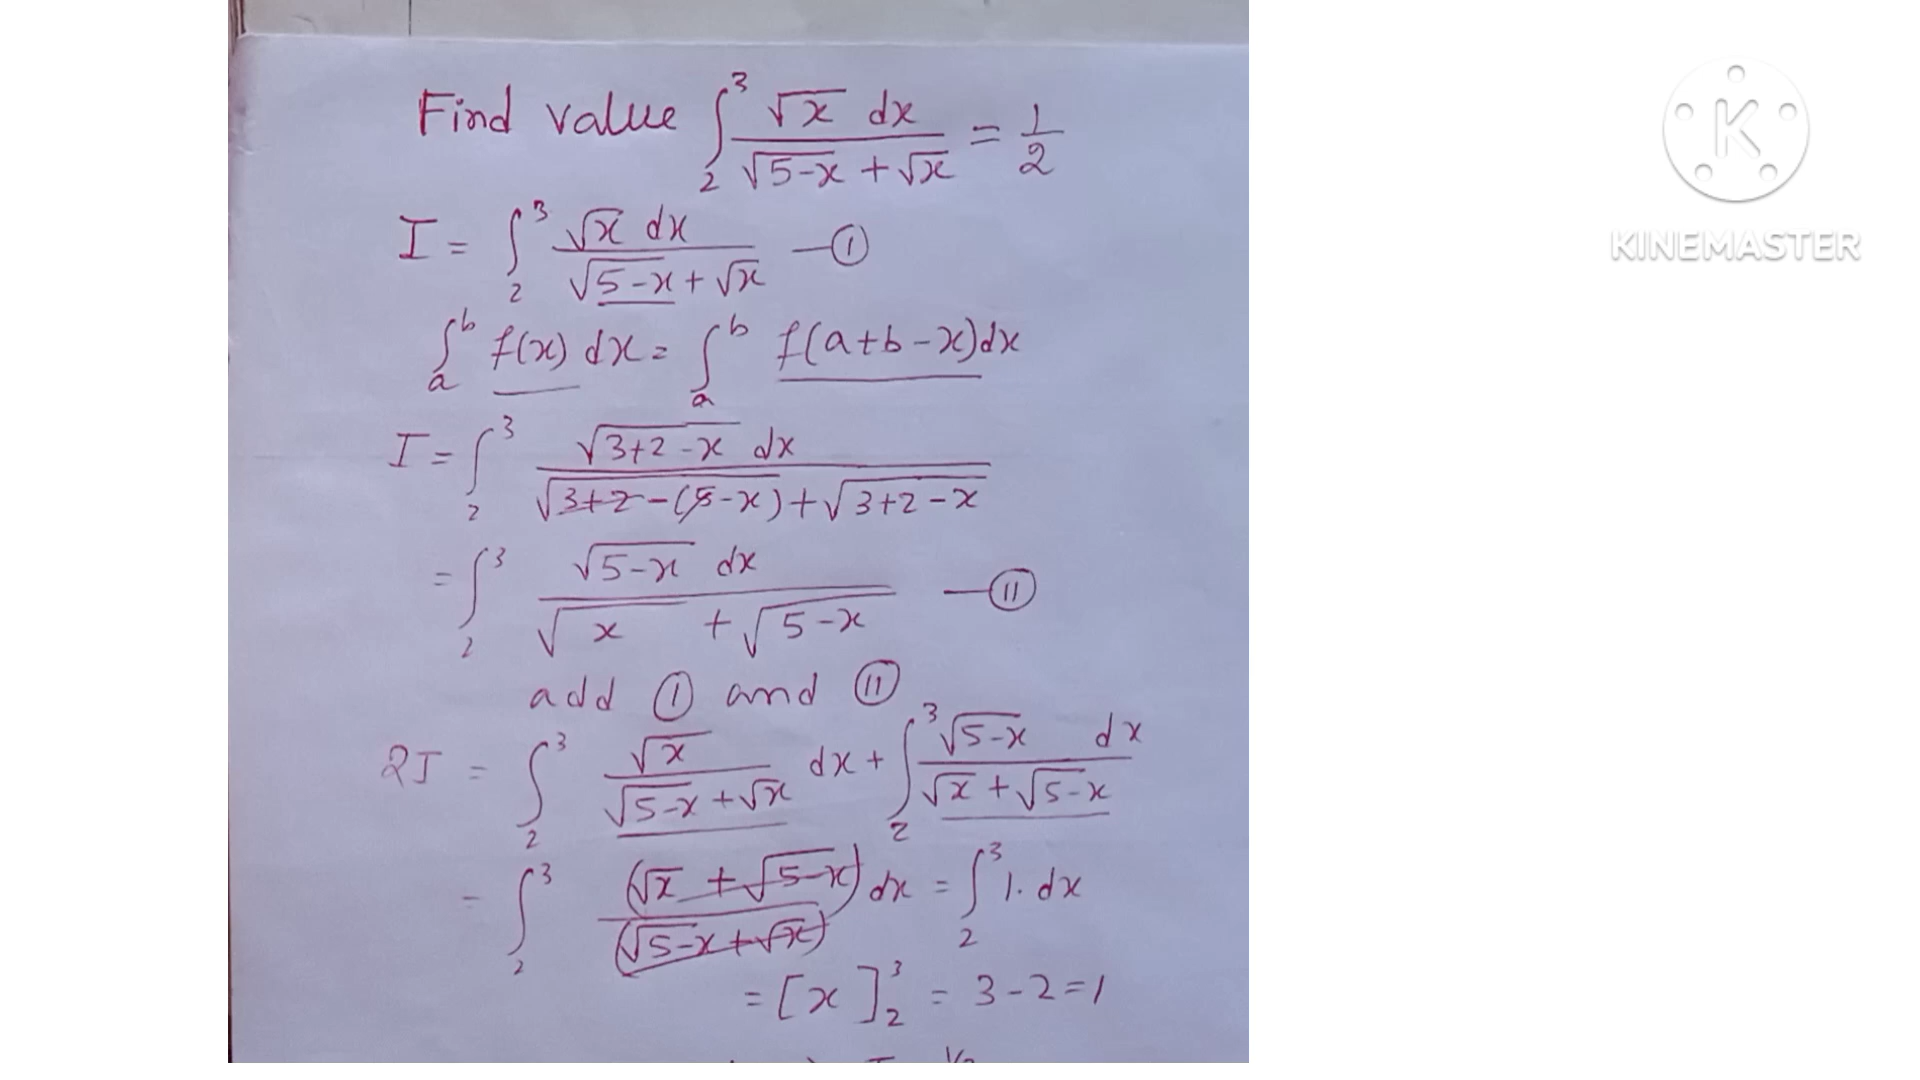 Find value ∫₂³ √x dx / (√(5-x) + √x) = 1/2
I = ∫₂³ √x dx / (√(5-x) + √x) — ①
∫ₐᵇ f(x) dx = ∫ₐᵇ f(a+b-x)dx
I = ∫₂³ √(3+2-x) dx / (√(3+2-(5-x)) + √(3+2-x))
= ∫₂³ √(5-x) dx / (√x + √(5-x)) — ⑪
add ① and ⑪
2I = ∫₂³ √x / (√(5-x) + √x) dx + ∫₂³ √(5-x) dx / (√x + √(5-x))
= ∫₂³ (√x + √(5-x)) / (√(5-x) + √x) dx = ∫₂³ 1. dx
= [x]₂³ = 3-2=1
KINEMASTER